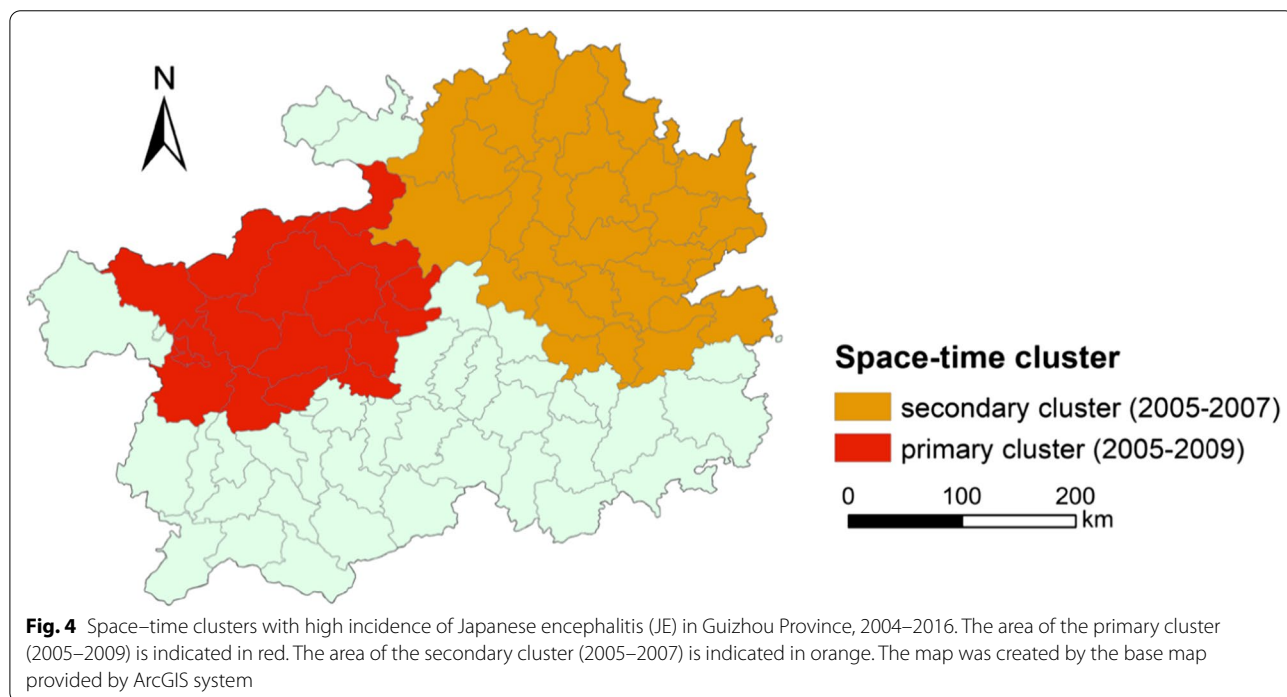 N
Space-time cluster
secondary cluster (2005-2007)
primary cluster (2005-2009)
0 100 200
km
Fig. 4 Space–time clusters with high incidence of Japanese encephalitis (JE) in Guizhou Province, 2004–2016. The area of the primary cluster
(2005–2009) is indicated in red. The area of the secondary cluster (2005–2007) is indicated in orange. The map was created by the base map
provided by ArcGIS system